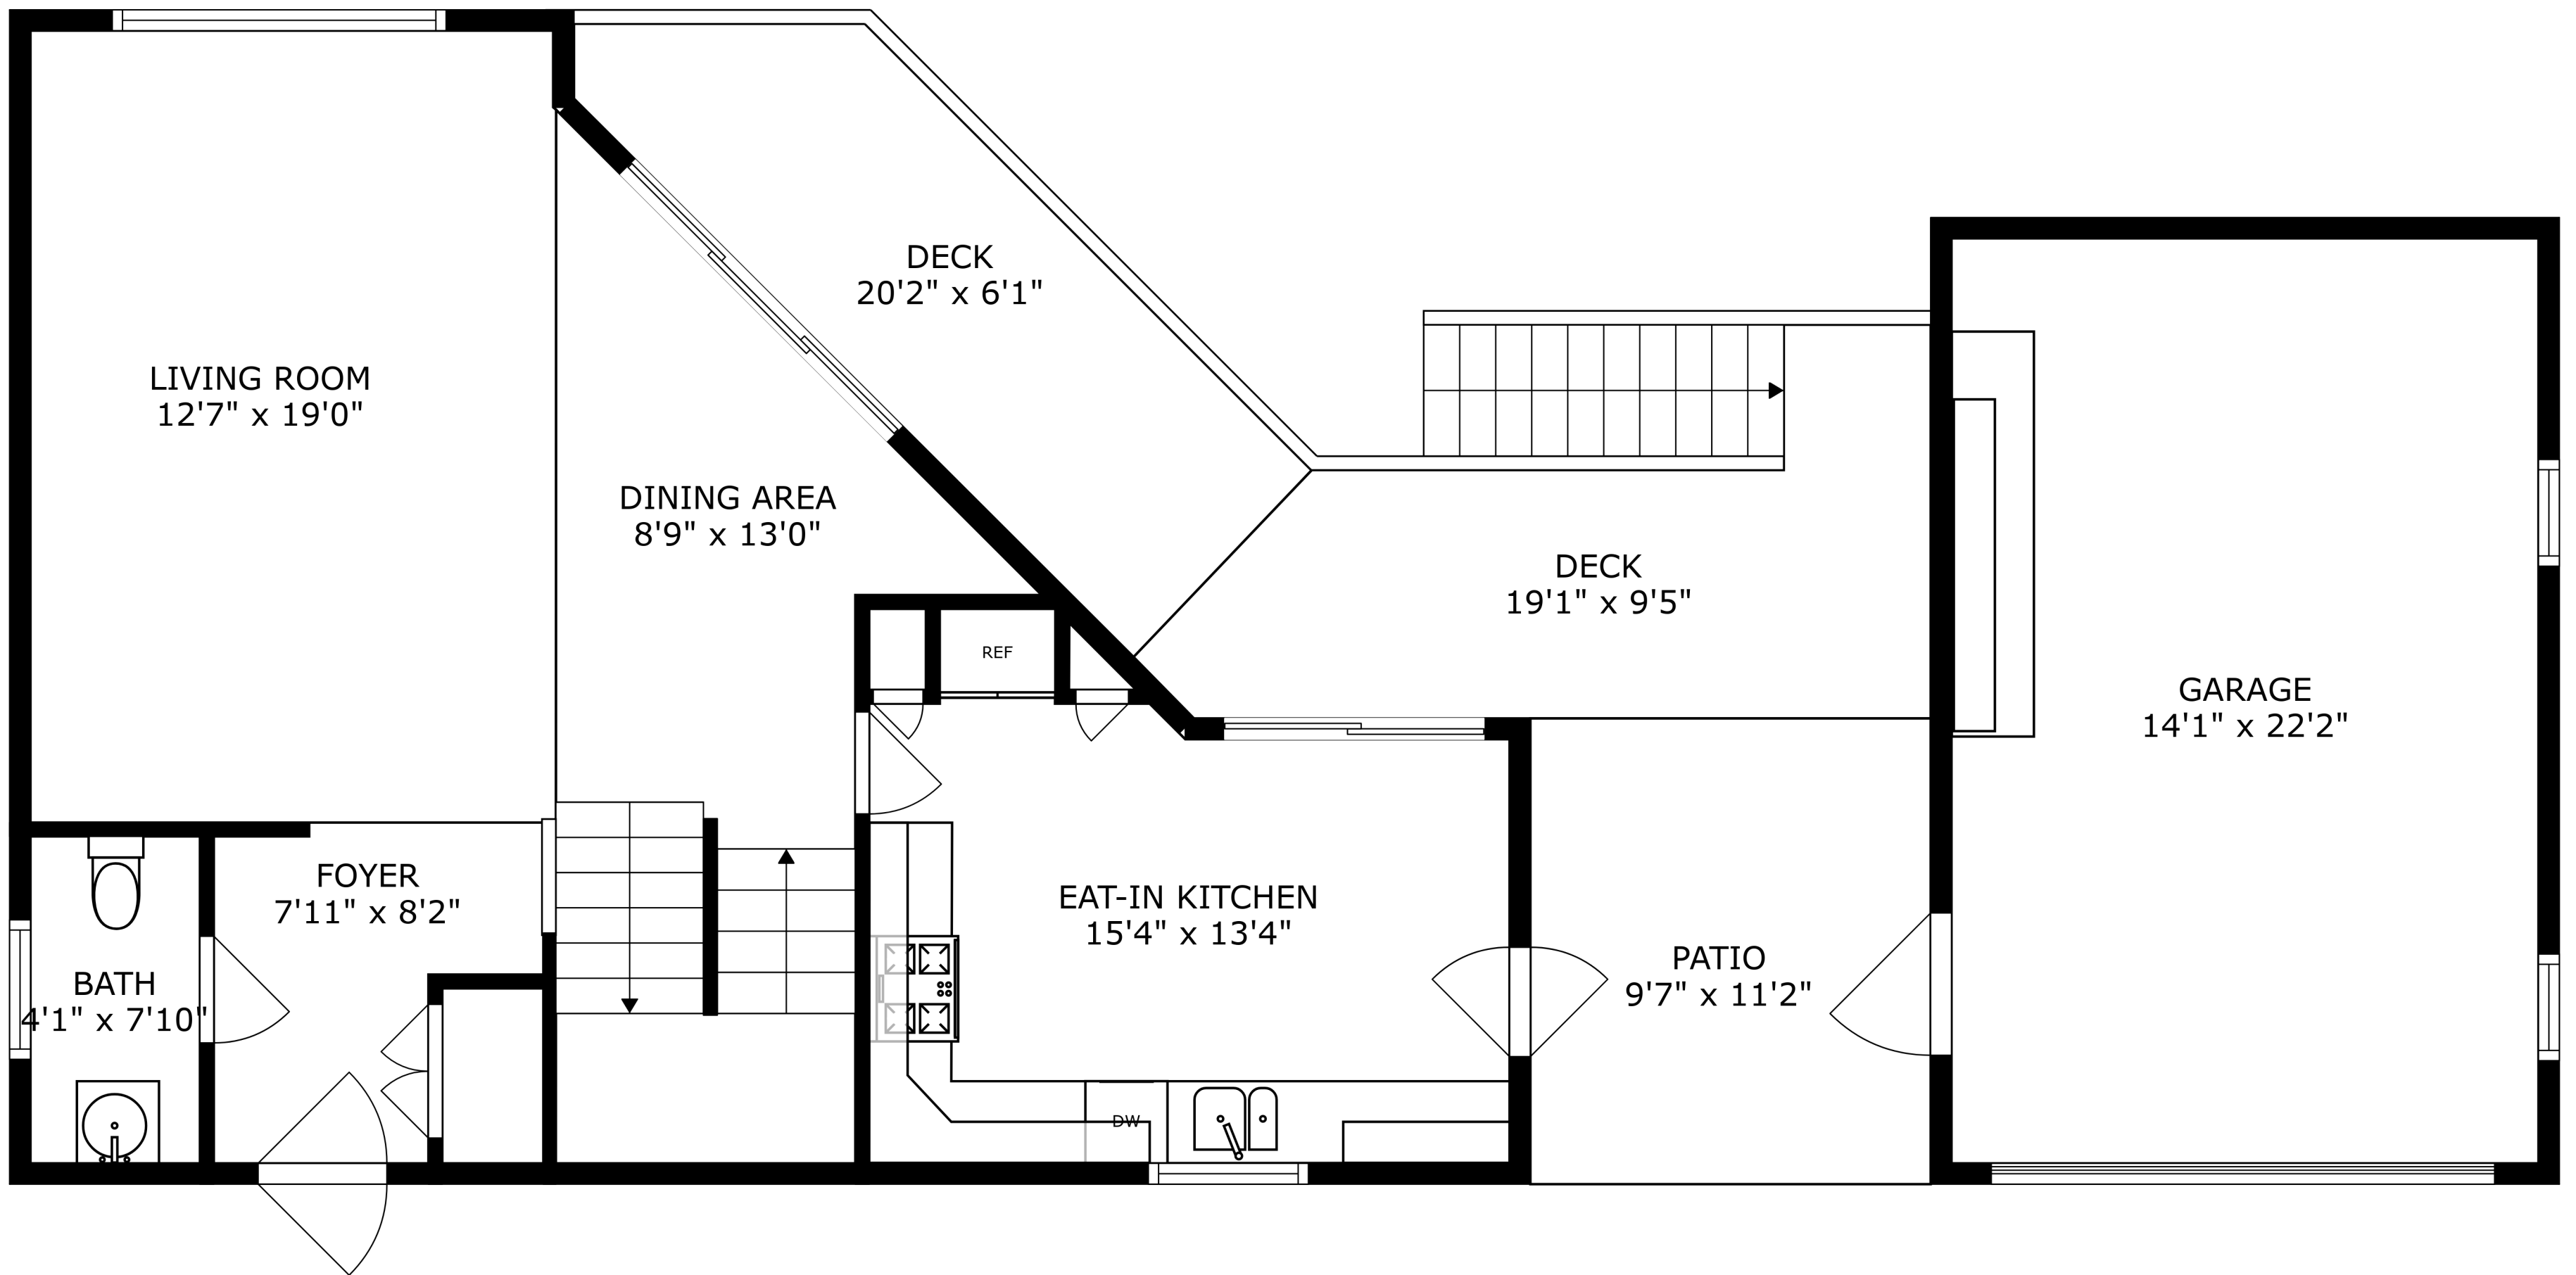 DECK
20'2" x 6'1"
LIVING ROOM
12'7" x 19'0"
DINING AREA
8'9" x 13'0"
DECK
19'1" x 9'5"
REF
GARAGE
14'1" x 22'2"
FOYER
7'11" x 8'2"
EAT-IN KITCHEN
15'4" x 13'4"
PATIO
9'7" x 11'2"
BATH
4'1" x 7'10"
DW